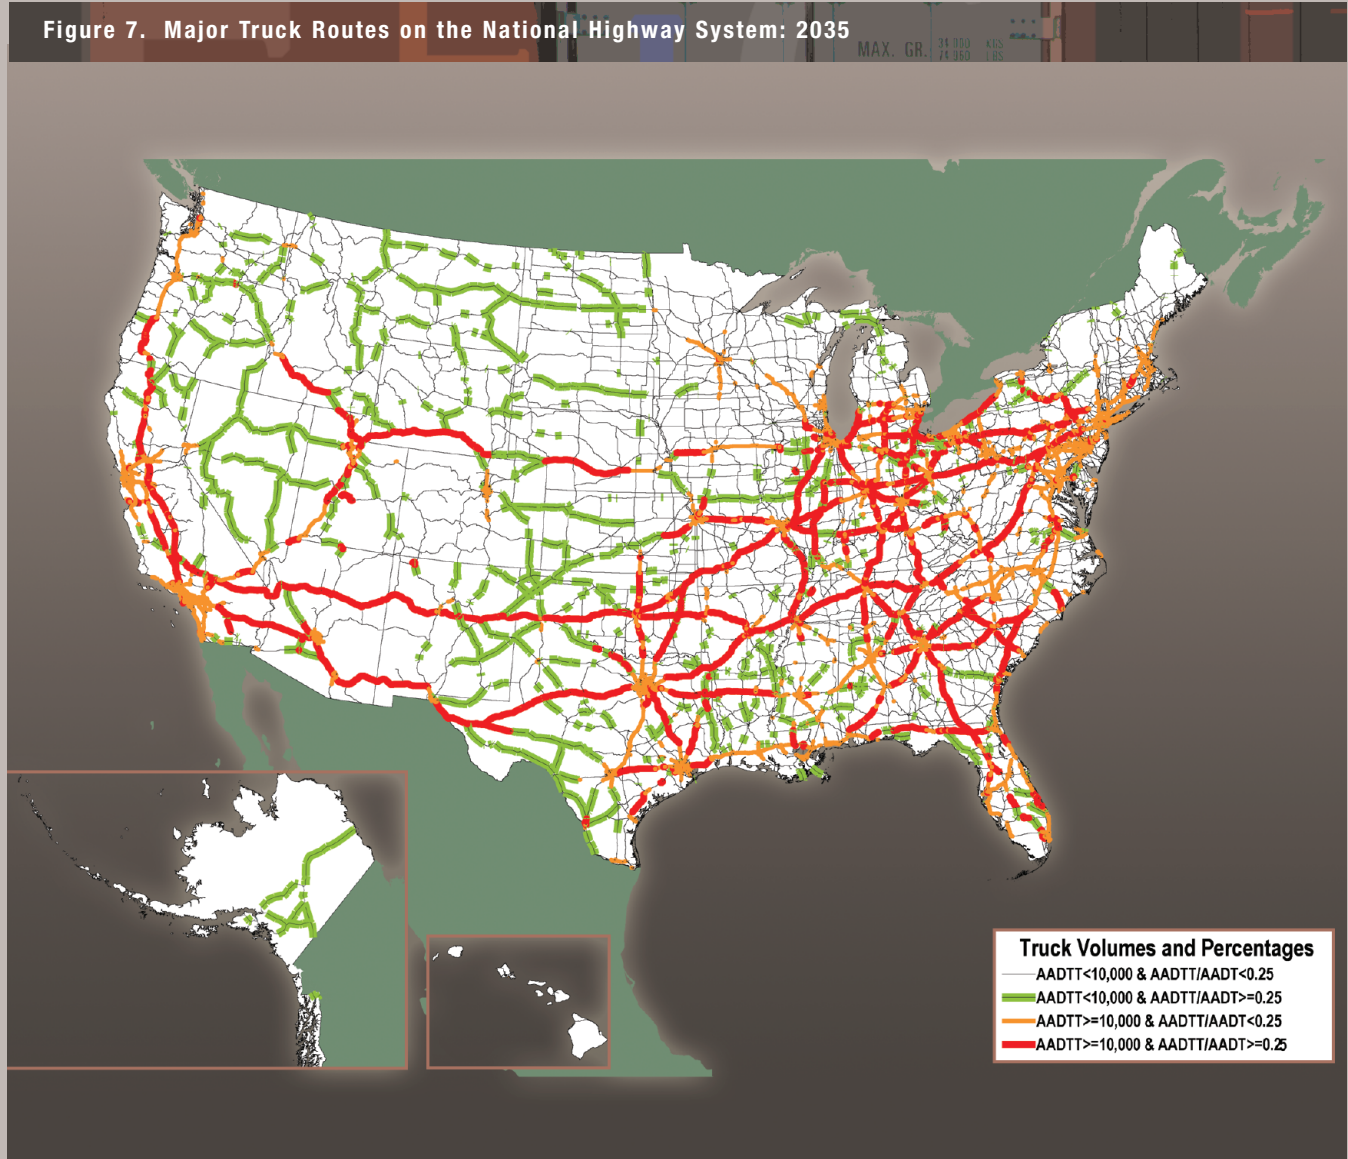 Figure 7. Major Truck Routes on the National Highway System: 2035
MAX. GR.
KGS
LBS
Truck Volumes and Percentages
AADTT<10,000 & AADTT/AADT<0.25
AADTT<10,000 & AADTT/AADT>=0.25
AADTT>=10,000 & AADTT/AADT<0.25
AADTT>=10,000 & AADTT/AADT>=0.25